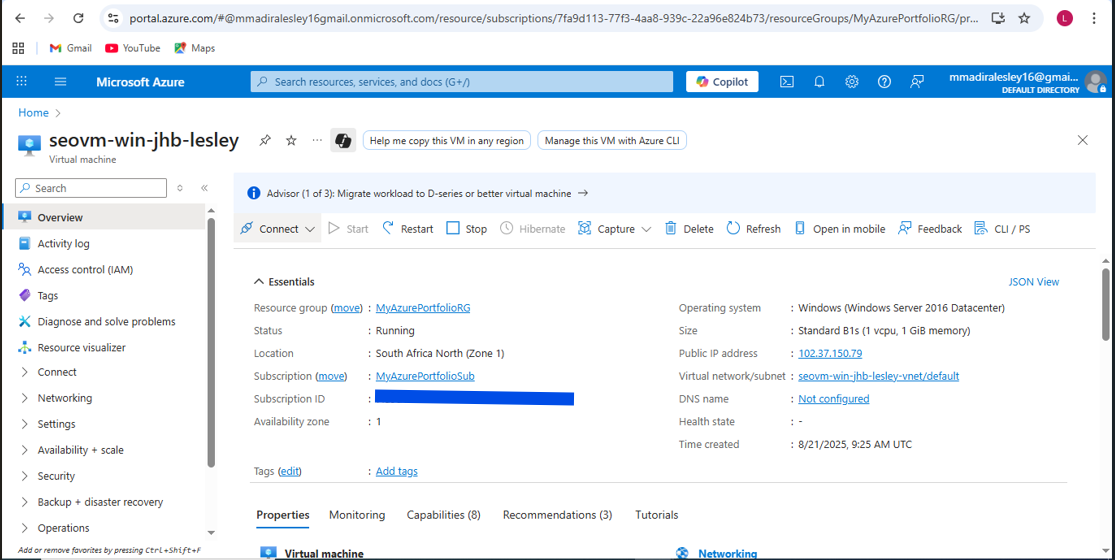 portal.azure.com/#@mmadiralesley16gmail.onmicrosoft.com/resource/subscriptions/7fa9d113-77f3-4aa8-939c-22a96e824b73/resourceGroups/MyAzurePortfolioRG/pr... L
Gmail YouTube Maps
Microsoft Azure Search resources, services, and docs (G+/) Copilot mmadiralesley16@gmai...
DEFAULT DIRECTORY
Home >
seovm-win-jhb-lesley ... Help me copy this VM in any region Manage this VM with Azure CLI
Virtual machine
Search
Advisor (1 of 3): Migrate workload to D-series or better virtual machine →
Overview
Activity log
Access control (IAM)
Tags
Diagnose and solve problems
Resource visualizer
Connect
Networking
Settings
Availability + scale
Security
Backup + disaster recovery
Operations
Add or remove favorites by pressing Ctrl+Shift+F
Connect Start Restart Stop Hibernate Capture Delete Refresh Open in mobile Feedback CLI / PS
Essentials JSON View
Resource group (move) : MyAzurePortfolioRG
Status : Running
Location : South Africa North (Zone 1)
Subscription (move) : MyAzurePortfolioSub
Subscription ID :
Availability zone : 1
Operating system : Windows (Windows Server 2016 Datacenter)
Size : Standard B1s (1 vcpu, 1 GiB memory)
Public IP address : 102.37.150.79
Virtual network/subnet : seovm-win-jhb-lesley-vnet/default
DNS name : Not configured
Health state : -
Time created : 8/21/2025, 9:25 AM UTC
Tags (edit) : Add tags
Properties Monitoring Capabilities (8) Recommendations (3) Tutorials
Virtual machine Networking